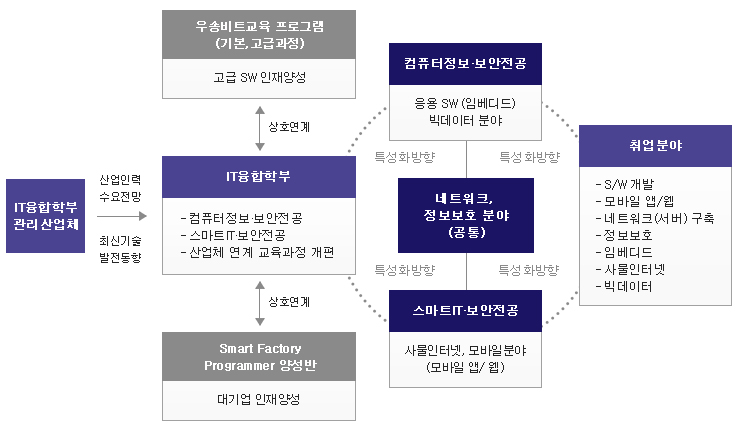 우송비트교육 프로그램
(기본, 고급과정)
고급 SW 인재양성
상호연계
IT융합학부
관리 산업체
산업인력
수요전망
최신기술
발전동향
IT융합학부
- 컴퓨터정보·보안전공
- 스마트IT·보안전공
- 산업체 연계 교육과정 개편
상호연계
Smart Factory
Programmer 양성반
대기업 인재양성
컴퓨터정보·보안전공
응용 SW (임베디드)
빅데이터 분야
특성화방향
특성화방향
네트워크,
정보보호 분야
(공통)
특성화방향
특성화방향
스마트IT·보안전공
사물인터넷, 모바일분야
(모바일 앱/ 웹)
취업분야
- S/W 개발
- 모바일 앱/웹
- 네트워크(서버) 구축
- 정보보호
- 임베디드
- 사물인터넷
- 빅데이터